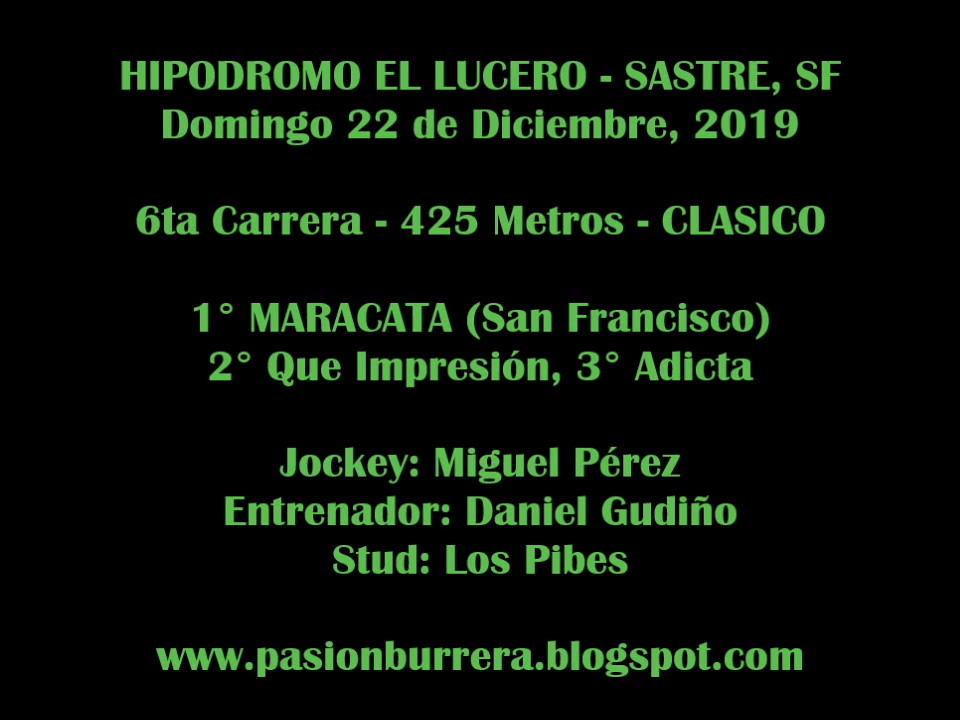 HIPODROMO EL LUCERO - SASTRE, SF
Domingo 22 de Diciembre, 2019
6ta Carrera - 425 Metros - CLASICO
1° MARACATA (San Francisco)
2° Que Impresión, 3° Adicta
Jockey: Miguel Pérez
Entrenador: Daniel Gudiño
Stud: Los Pibes
www.pasionburrera.blogspot.com